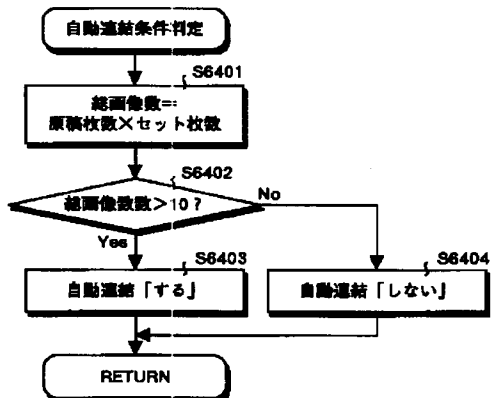 自動連結条件判定
S6401
総画像数=
原稿枚数×セット枚数
S6402
総画像数数>10?
No
Yes
S6403
自動連結「する」
S6404
自動連結「しない」
RETURN